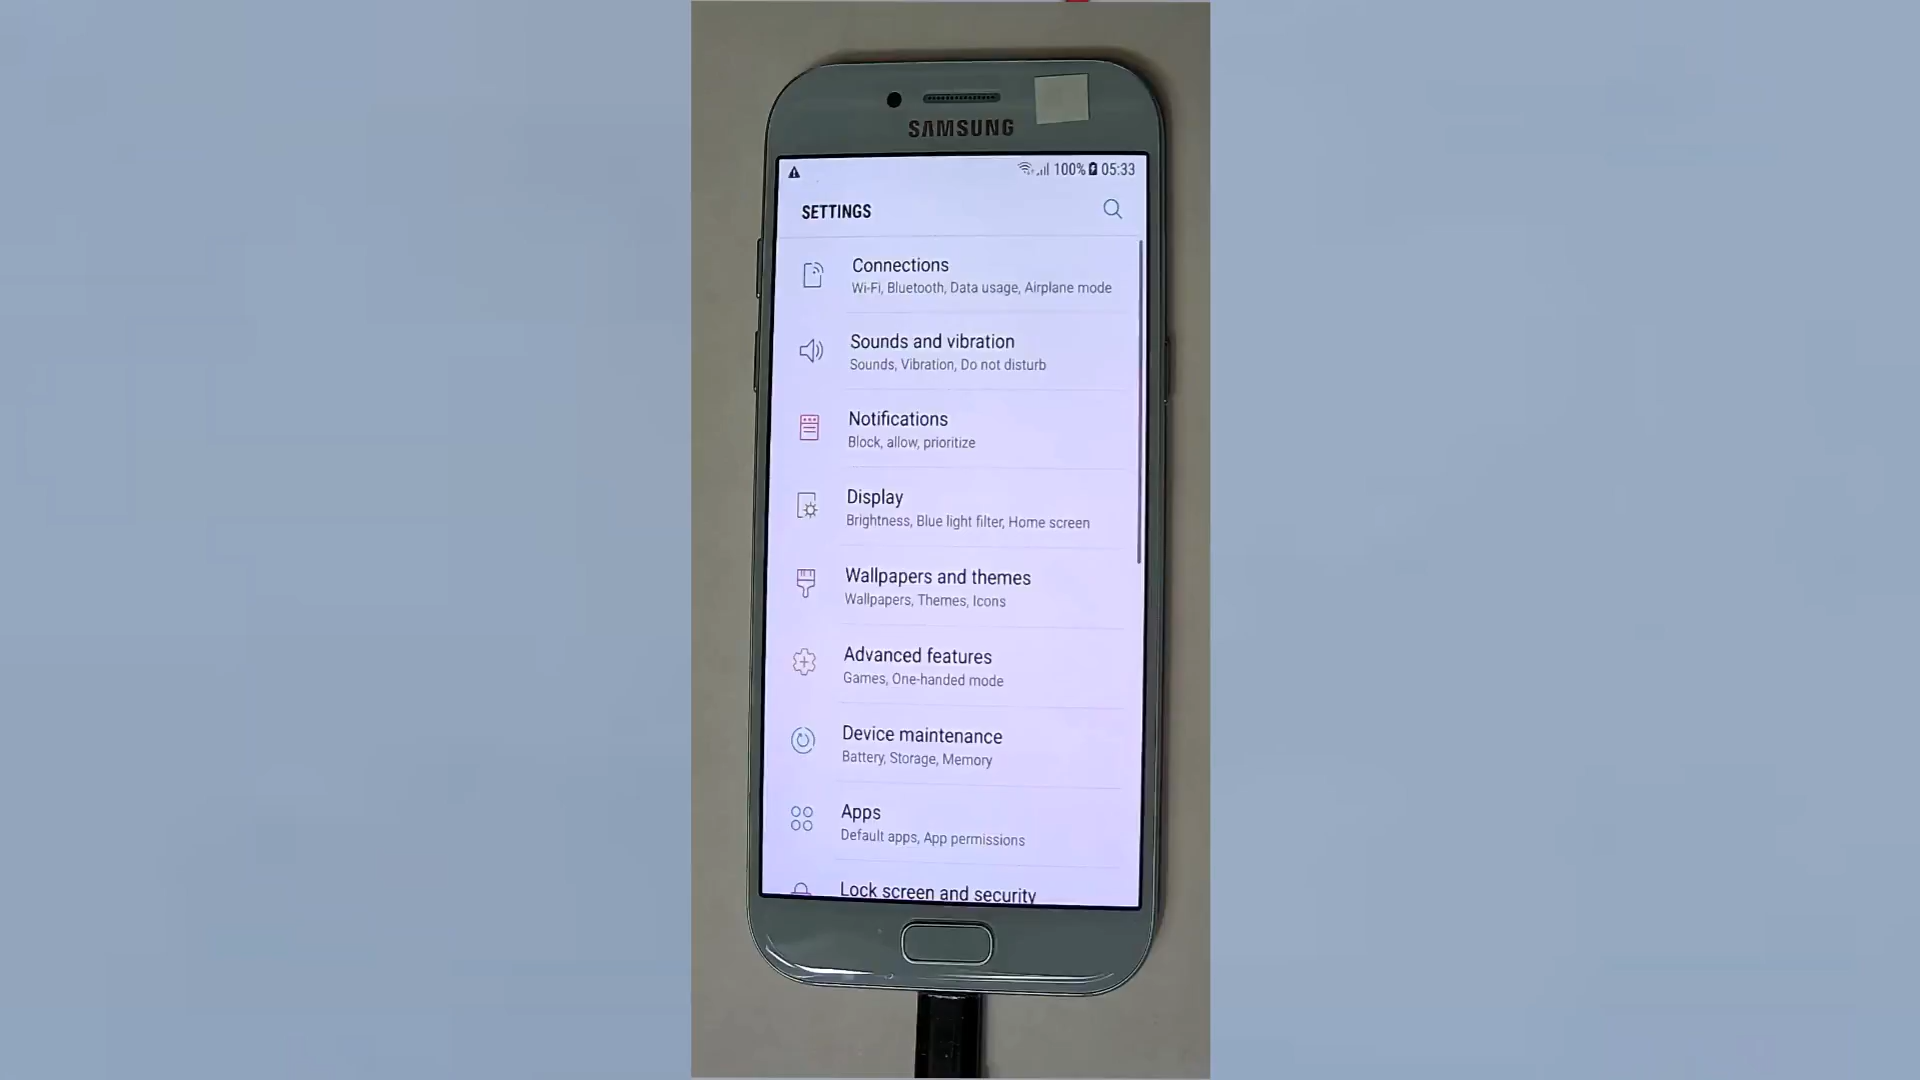 SAMSUNG
100% 05:33
SETTINGS
Connections
Wi-Fi, Bluetooth, Data usage, Airplane mode
Sounds and vibration
Sounds, Vibration, Do not disturb
Notifications
Block, allow, prioritize
Display
Brightness, Blue light filter, Home screen
Wallpapers and themes
Wallpapers, Themes, Icons
Advanced features
Games, One-handed mode
Device maintenance
Battery, Storage, Memory
Apps
Default apps, App permissions
Lock screen and security